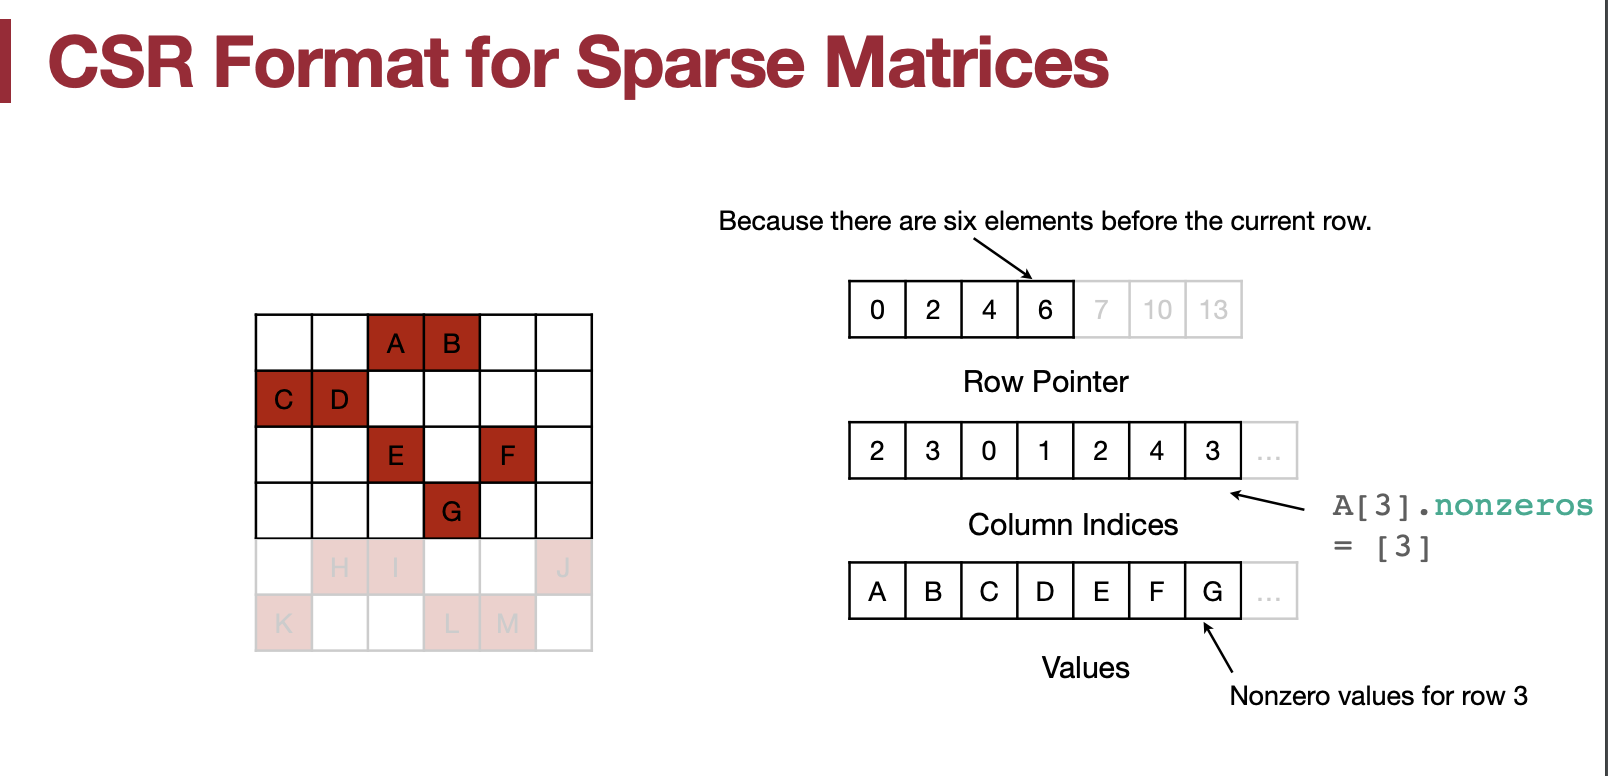 CSR Format for Sparse Matrices
Because there are six elements before the current row.
0 2 4 6 7 10 13
Row Pointer
A B
C D
E F
G
H I J
K L M
2 3 0 1 2 4 3 ...
Column Indices
A[3].nonzeros
= [3]
A B C D E F G ...
Values
Nonzero values for row 3